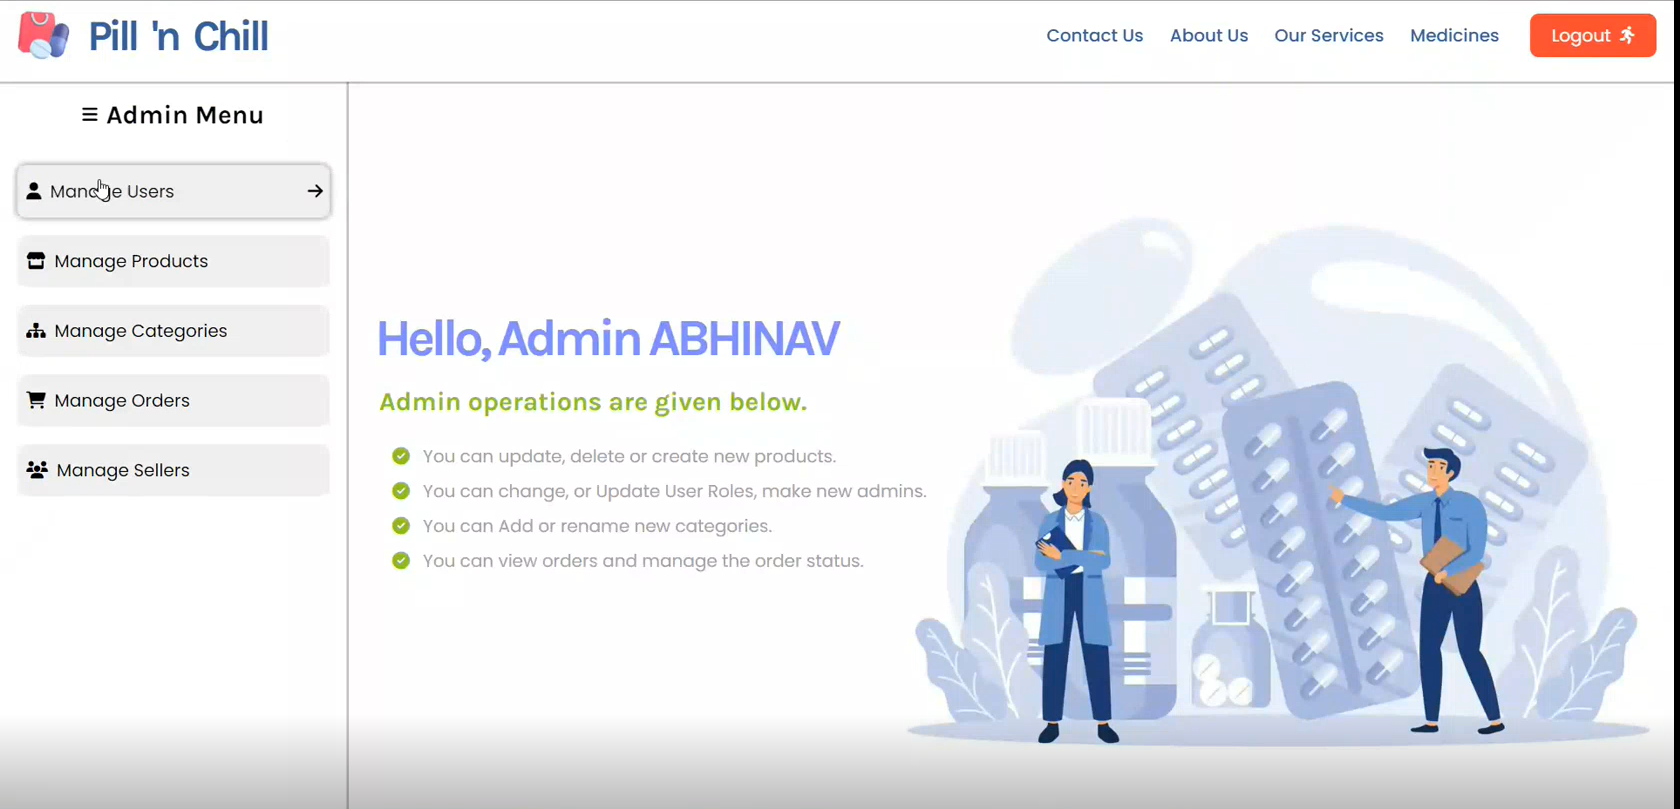 Pill 'n Chill
Contact Us
About Us
Our Services
Medicines
Logout
Admin Menu
Manage Users
Manage Products
Manage Categories
Manage Orders
Manage Sellers
Hello, Admin ABHINAV
Admin operations are given below.
You can update, delete or create new products.
You can change, or Update User Roles, make new admins.
You can Add or rename new categories.
You can view orders and manage the order status.